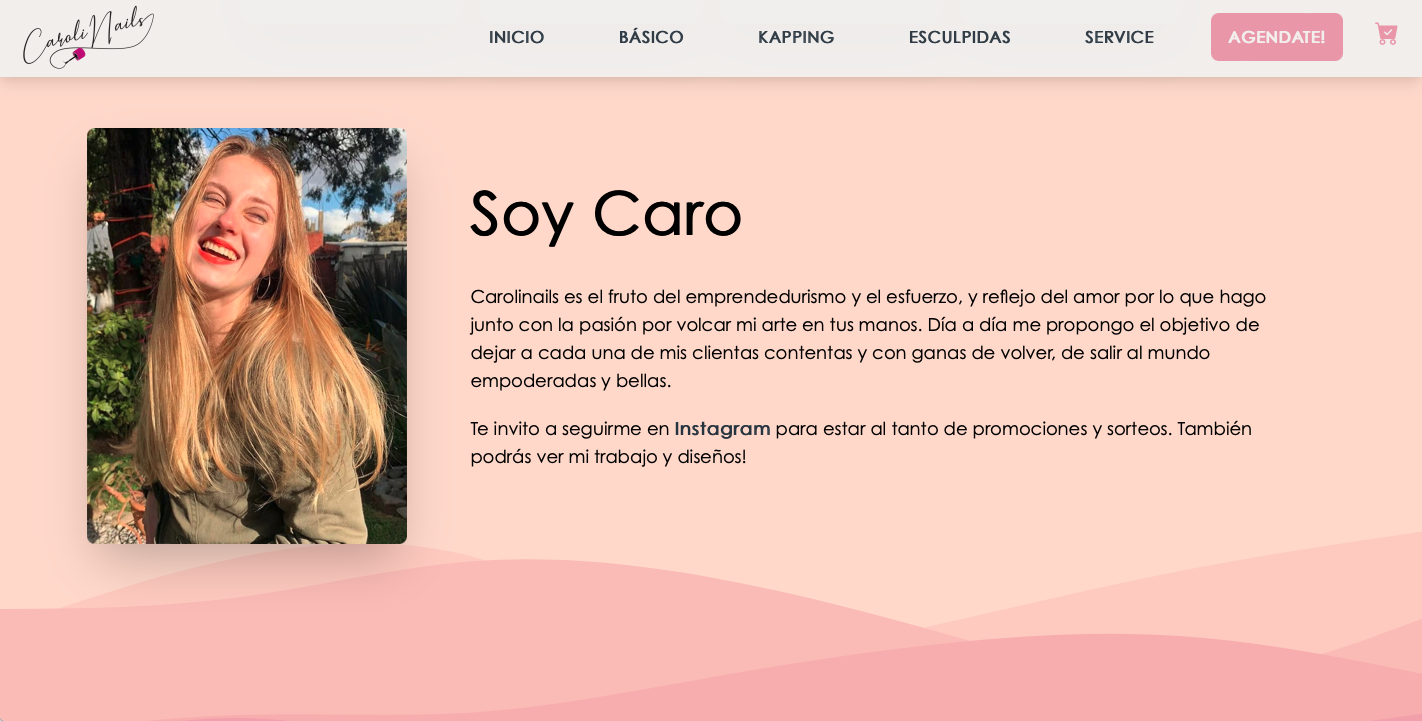 Caroli Nails
INICIO
BÁSICO
KAPPING
ESCULPIDAS
SERVICE
AGENDATE!
Soy Caro
Carolinails es el fruto del emprendedurismo y el esfuerzo, y reflejo del amor por lo que hago
junto con la pasión por volcar mi arte en tus manos. Día a día me propongo el objetivo de
dejar a cada una de mis clientas contentas y con ganas de volver, de salir al mundo
empoderadas y bellas.
Te invito a seguirme en Instagram para estar al tanto de promociones y sorteos. También
podrás ver mi trabajo y diseños!